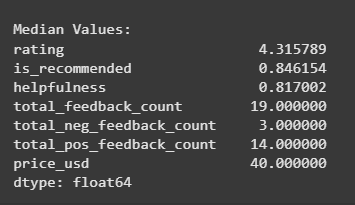 Median Values:
rating 4.315789
is_recommended 0.846154
helpfulness 0.817002
total_feedback_count 19.000000
total_neg_feedback_count 3.000000
total_pos_feedback_count 14.000000
price_usd 40.000000
dtype: float64